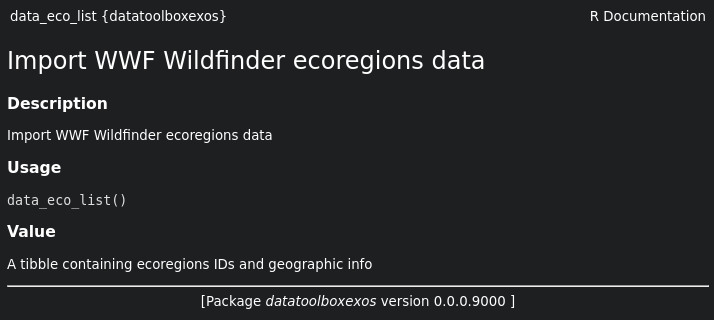 data_eco_list {datatoolboxexos} R Documentation
Import WWF Wildfinder ecoregions data
Description
Import WWF Wildfinder ecoregions data
Usage
data_eco_list()
Value
A tibble containing ecoregions IDs and geographic info
[Package datatoolboxexos version 0.0.0.9000 ]